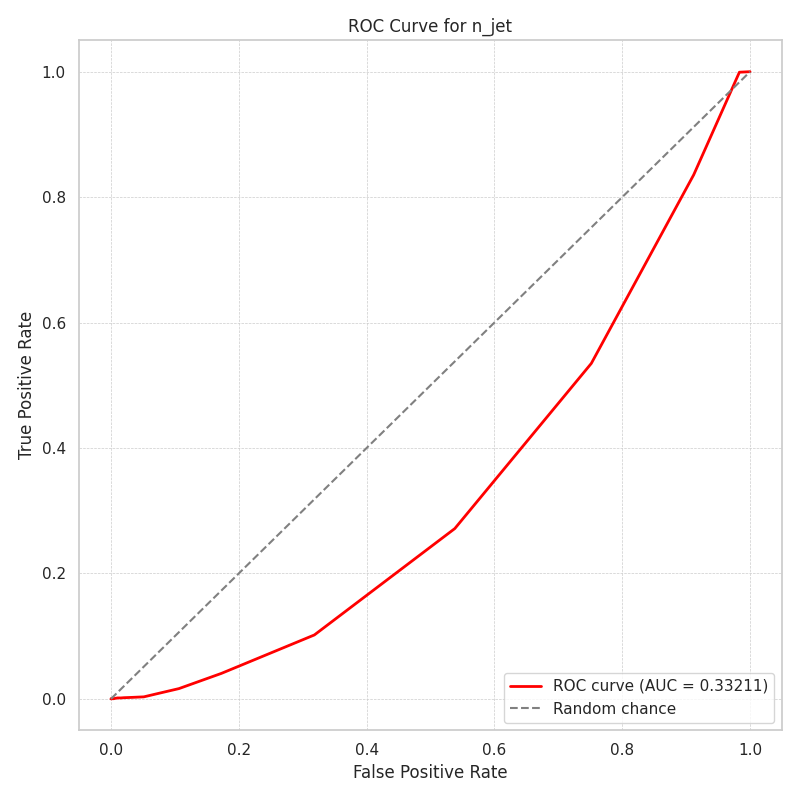 ROC Curve for n_jet
True Positive Rate
1.0
0.8
0.6
0.4
0.2
0.0
ROC curve (AUC = 0.33211)
Random chance
0.0 0.2 0.4 0.6 0.8 1.0
False Positive Rate